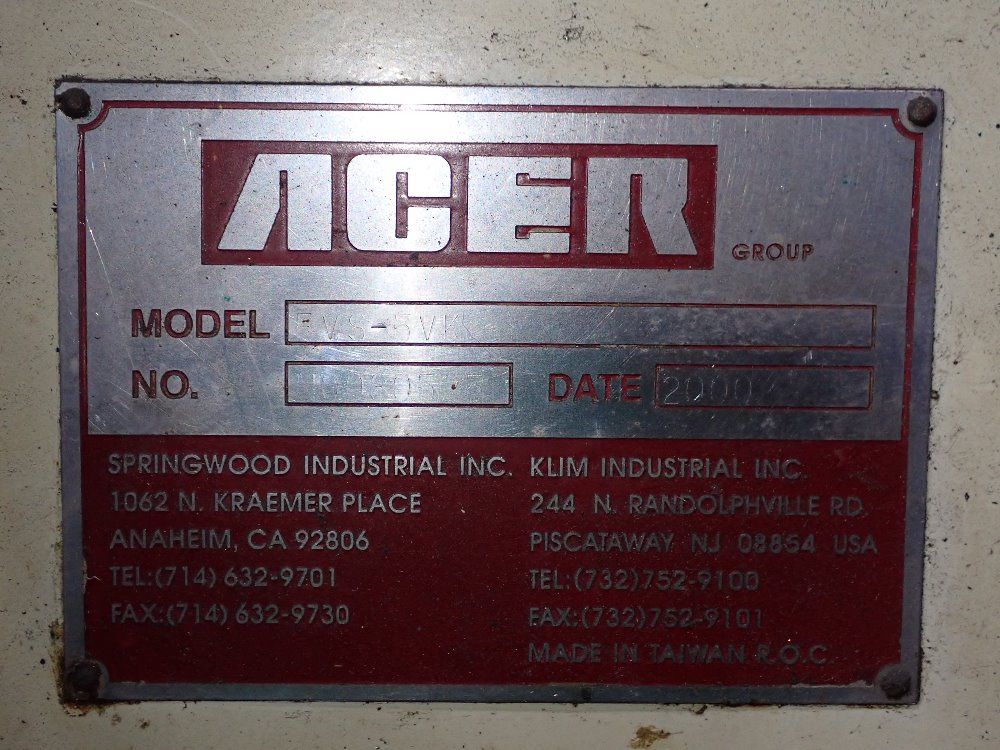 ACER
GROUP
MODEL
NO.
DATE
SPRINGWOOD INDUSTRIAL INC.
1062 N. KRAEMER PLACE
ANAHEIM, CA 92806
TEL:(714) 632-9701
FAX:(714) 632-9730
KLIM INDUSTRIAL INC.
244 N. RANDOLPHVILLE RD.
PISCATAWAY NJ 08854 USA
TEL:(732)752-9100
FAX:(732)752-9101
MADE IN TAIWAN R.O.C